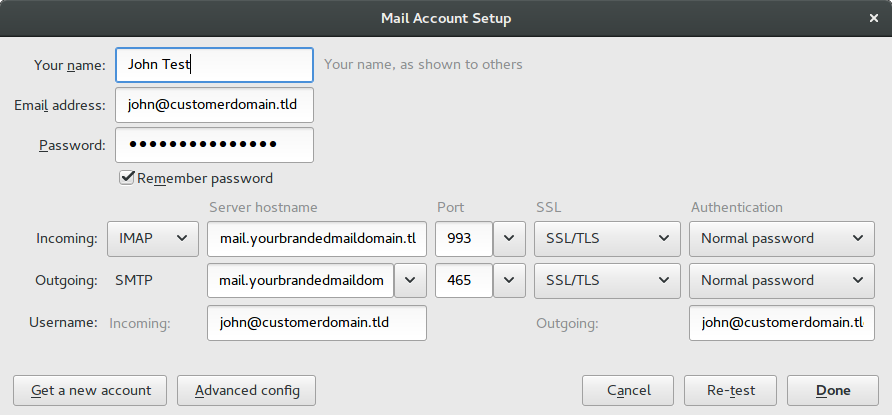 Mail Account Setup
Your name: John Test Your name, as shown to others
Email address: john@customerdomain.tld
Password: ●●●●●●●●●●●●●●●
Remember password
Server hostname Port SSL Authentication
Incoming: IMAP mail.yourbrandedmaildomain.tl 993 SSL/TLS Normal password
Outgoing: SMTP mail.yourbrandedmaildom 465 SSL/TLS Normal password
Username: Incoming: john@customerdomain.tld Outgoing: john@customerdomain.tl
Get a new account Advanced config Cancel Re-test Done